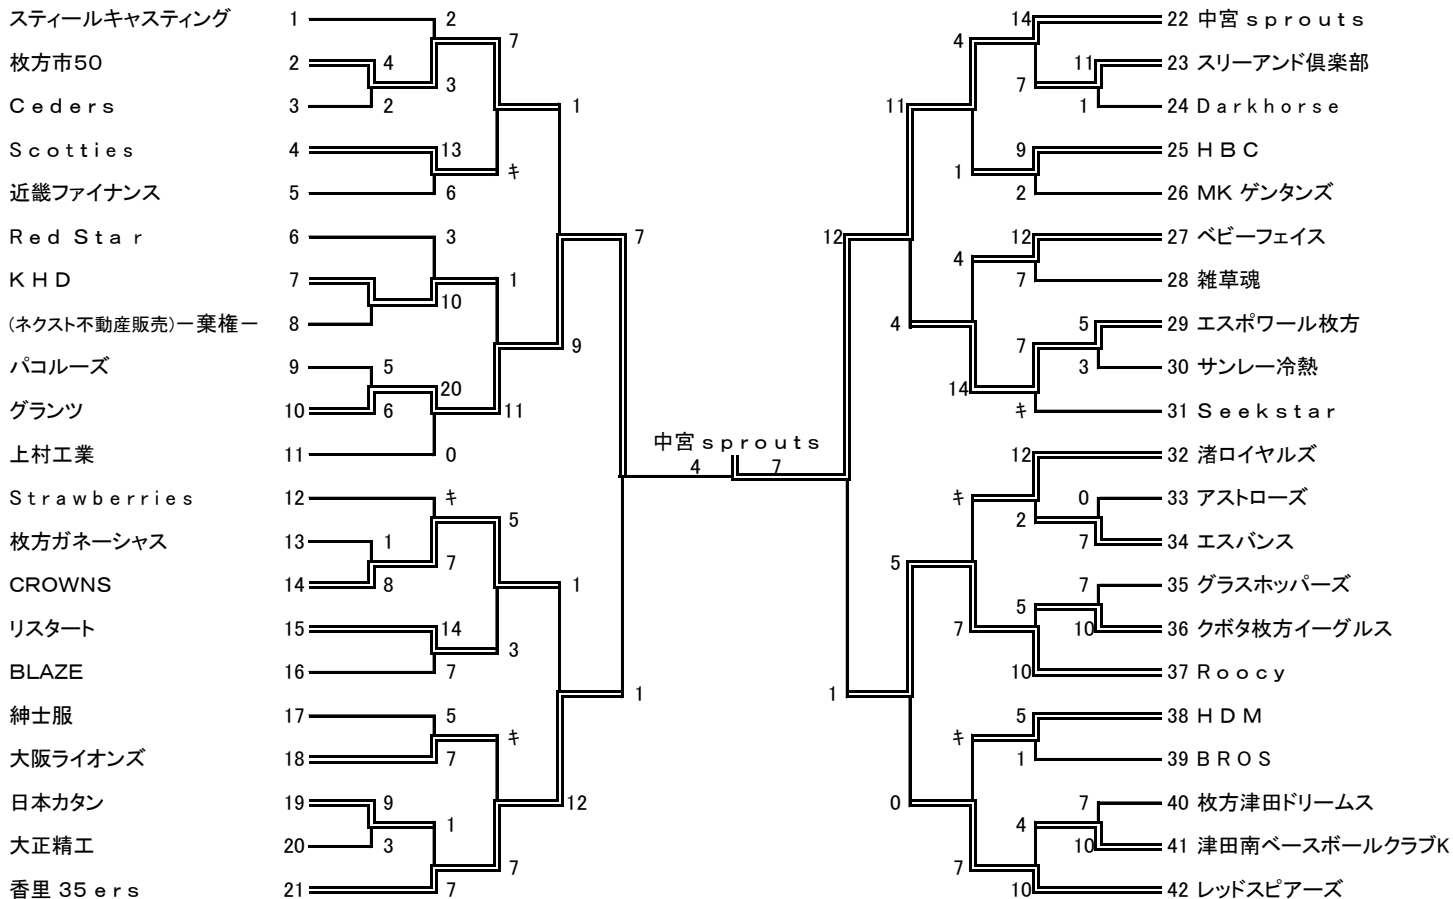 スティールキャスティング 1 2
7
枚方市50 2 4
3
Ceders 3 2
1
Scotties 4 13
キ
近畿ファイナンス 5 6
Red Star 6 3
7
KHD 7
1
10
(ネクスト不動産販売)－棄権－ 8
9
パコルーズ 9 5
20
グランツ 10 6
11
上村工業 11 0
Strawberries 12 キ
5
枚方ガネーシャス 13 1
7
CROWNS 14 8
1
リスタート 15 14
3
BLAZE 16 7
1
紳士服 17 5
キ
大阪ライオンズ 18 7
日本カタン 19 9
12
1
大正精工 20 3
7
香里 35 ers 21 7
中宮 sprouts
4 7
14 22 中宮 sprouts
4
11 23 スリーアンド倶楽部
7
11
1 24 Darkhorse
9 25 HBC
1
2 26 MK ゲンタンズ
12
12 27 ベビーフェイス
4
7 28 雑草魂
4
5 29 エスポワール枚方
7
3 30 サンレー冷熱
14
キ 31 Seekstar
12 32 渚ロイヤルズ
キ
0 33 アストローズ
2
7 34 エスバンス
5
7 35 グラスホッパーズ
5
7
10 36 クボタ枚方イーグルス
10 37 Roocy
1
5 38 HDM
キ
1 39 BROS
0
7 40 枚方津田ドリームス
4
10 41 津田南ベースボールクラブK
7
10 42 レッドスピアーズ